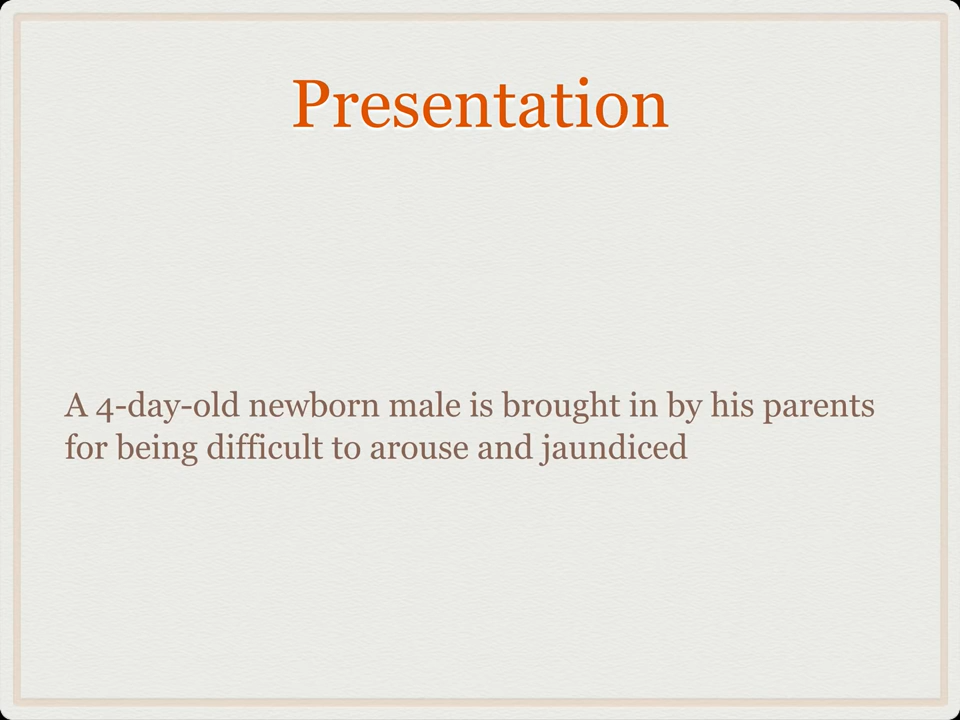 Presentation
A 4-day-old newborn male is brought in by his parents
for being difficult to arouse and jaundiced